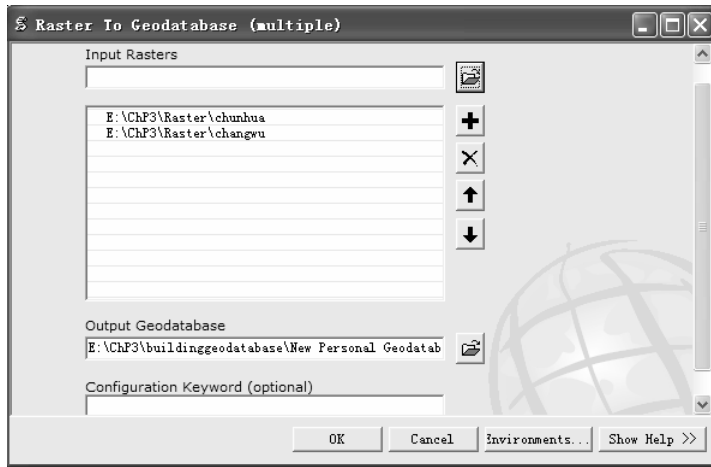 Raster To Geodatabase (multiple)
Input Rasters
E:\ChP3\Raster\chunhua
E:\ChP3\Raster\changwu
Output Geodatabase
E:\ChP3\buildinggeodatabase\New Personal Geodatab
Configuration Keyword (optional)
OK
Cancel
Environments...
Show Help >>